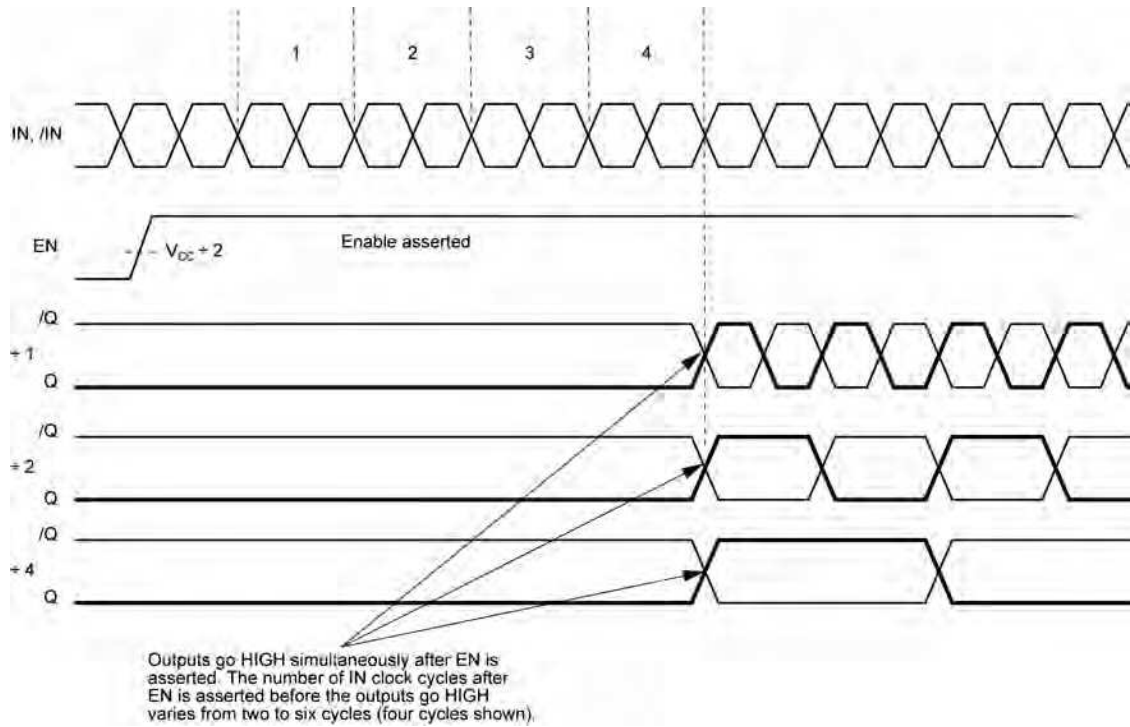 1 2 3 4
IN, /IN
EN
VCC ÷ 2
Enable asserted
/Q
÷ 1
Q
/Q
÷ 2
Q
/Q
÷ 4
Q
Outputs go HIGH simultaneously after EN is
asserted. The number of IN clock cycles after
EN is asserted before the outputs go HIGH
varies from two to six cycles (four cycles shown).